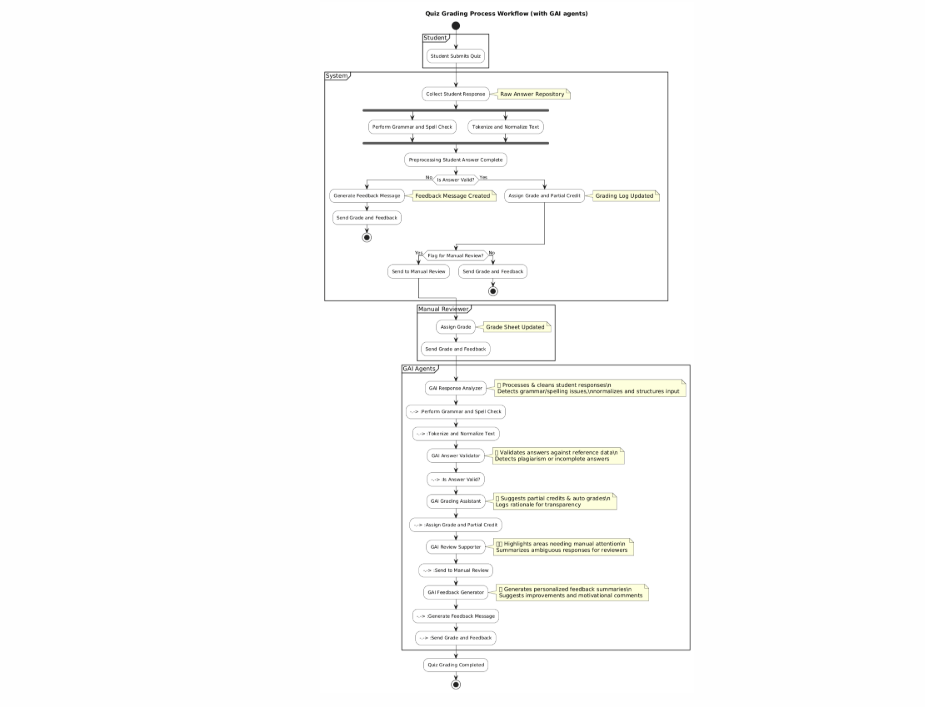 Quiz Grading Process Workflow (with GAI agents)
Student
Student Submits Quiz
System
Collect Student Response
Raw Answer Repository
Perform Grammar and Spell Check
Tokenize and Normalize Text
Preprocessing Student Answer Complete
No
Is Answer Valid?
Yes
Generate Feedback Message
Feedback Message Created
Assign Grade and Partial Credit
Grading Log Updated
Send Grade and Feedback
Yes
Flag for Manual Review?
No
Send to Manual Review
Send Grade and Feedback
Manual Reviewer
Assign Grade
Grade Sheet Updated
Send Grade and Feedback
GAI Agents
GAI Response Analyzer
Processes & cleans student responses\n
Detects grammar/spelling issues,\nnormalizes and structures input
-.-> :Perform Grammar and Spell Check
-.-> :Tokenize and Normalize Text
GAI Answer Validator
Validates answers against reference data\n
Detects plagiarism or incomplete answers
-.-> :Is Answer Valid?
GAI Grading Assistant
Suggests partial credits & auto grades\n
Logs rationale for transparency
-.-> :Assign Grade and Partial Credit
GAI Review Supporter
Highlights areas needing manual attention\n
Summarizes ambiguous responses for reviewers
-.-> :Send to Manual Review
GAI Feedback Generator
Generates personalized feedback summaries\n
Suggests improvements and motivational comments
-.-> :Generate Feedback Message
-.-> :Send Grade and Feedback
Quiz Grading Completed